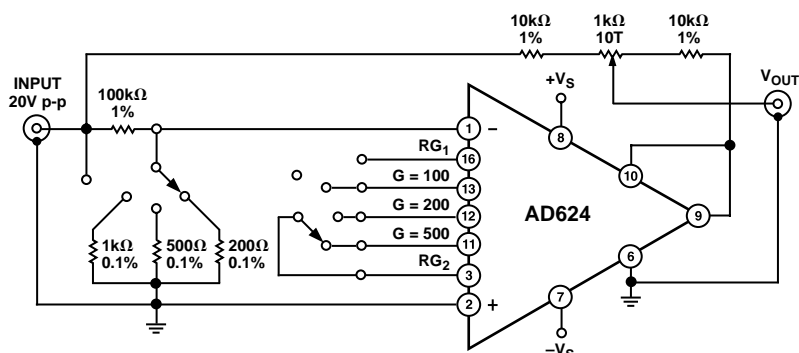 10kΩ
1%
1kΩ
10T
10kΩ
1%
INPUT
20V p-p
100kΩ
1%
+VS
VOUT
1
–
8
RG1
16
G = 100
13
10
G = 200
12
AD624
9
G = 500
11
1kΩ
0.1%
500Ω
0.1%
200Ω
0.1%
RG2
3
6
2
+
7
–VS